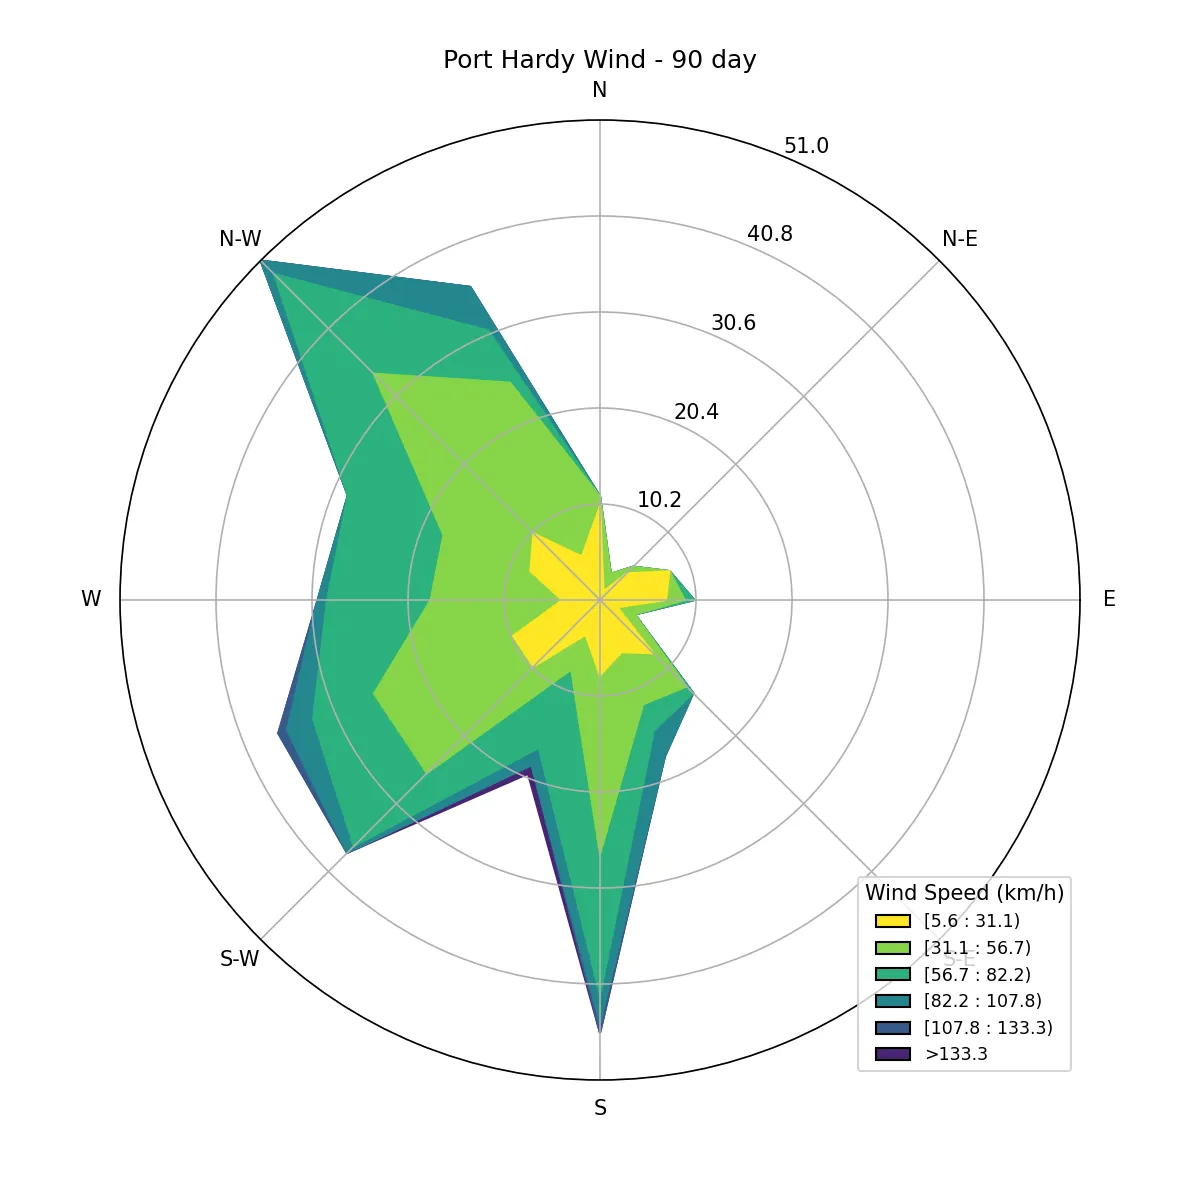 Port Hardy Wind - 90 day
N
51.0
40.8
N-W
N-E
30.6
20.4
10.2
W
E
Wind Speed (km/h)
[5.6 : 31.1)
[31.1 : 56.7)
S-W
S-E
[56.7 : 82.2)
[82.2 : 107.8)
[107.8 : 133.3)
>133.3
S